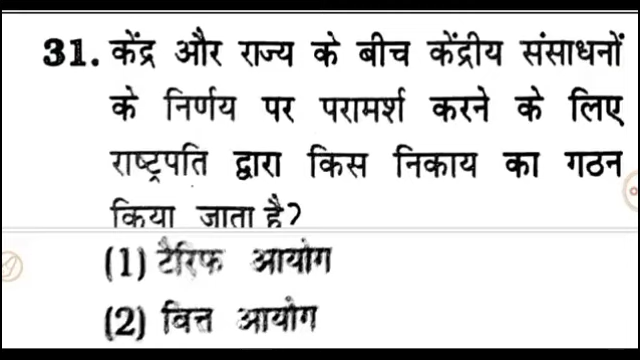 31. केंद्र और राज्य के बीच केंद्रीय संसाधनों
के निर्णय पर परामर्श करने के लिए
राष्ट्रपति द्वारा किस निकाय का गठन
किया जाता है?
(1) टैरिफ आयोग
(2) वित्त आयोग